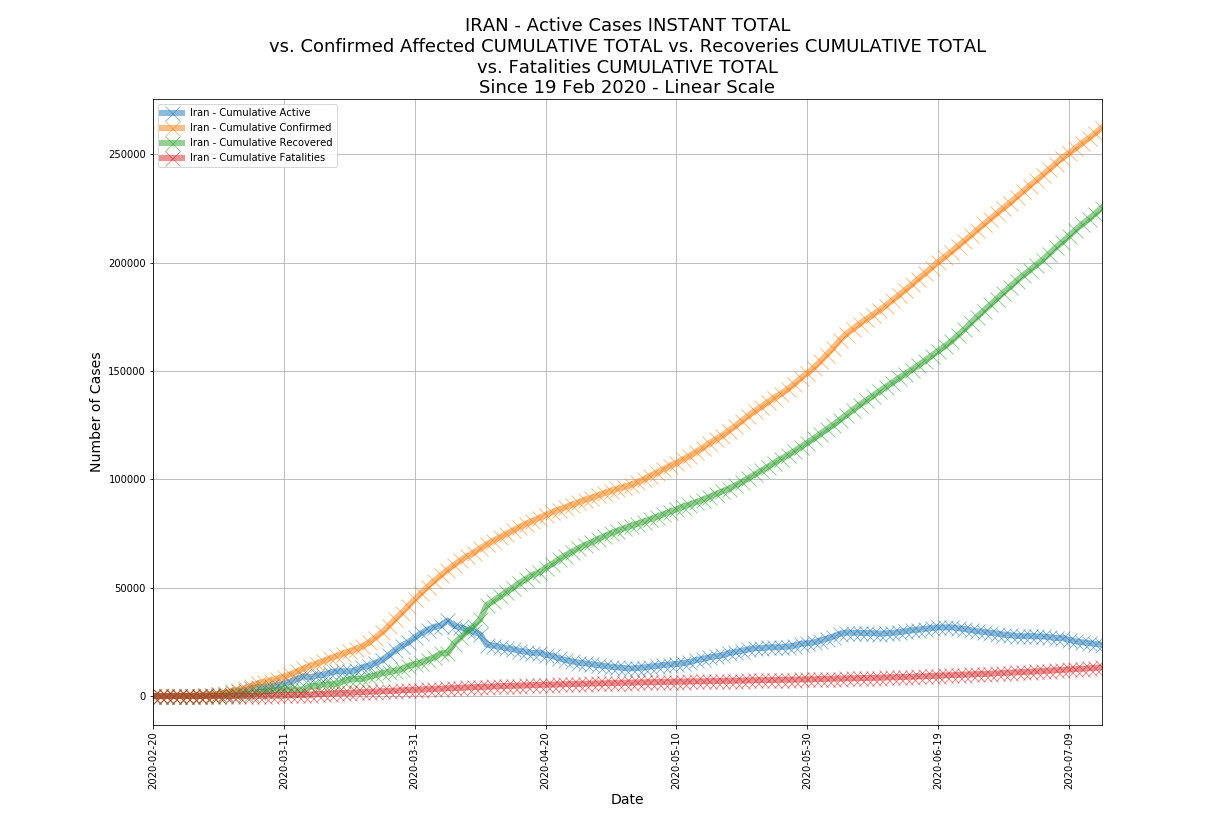 IRAN - Active Cases INSTANT TOTAL
vs. Confirmed Affected CUMULATIVE TOTAL vs. Recoveries CUMULATIVE TOTAL
vs. Fatalities CUMULATIVE TOTAL
Since 19 Feb 2020 - Linear Scale
Iran - Cumulative Active
Iran - Cumulative Confirmed
Iran - Cumulative Recovered
Iran - Cumulative Fatalities
Number of Cases
250000
200000
150000
100000
50000
0
2020-02-20
2020-03-11
2020-03-31
2020-04-20
2020-05-10
2020-05-30
2020-06-19
2020-07-09
Date